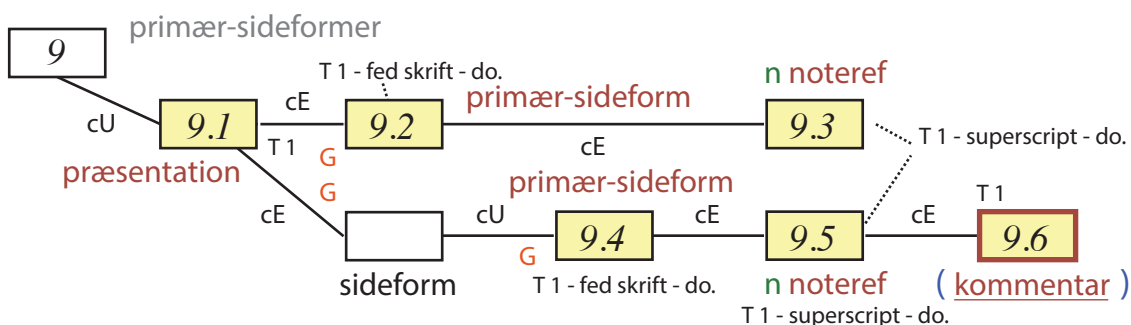 primær-sideformer
9
T 1 - fed skrift - do.
n noteref
cE
primær-sideform
cU
9.1
9.2
9.3
T 1
G
cE
T 1 - superscript - do.
præsentation
primær-sideform
G
T 1
cE
cU
cE
cE
9.4
9.5
9.6
G
sideform
T 1 - fed skrift - do.
n noteref
( kommentar )
T 1 - superscript - do.